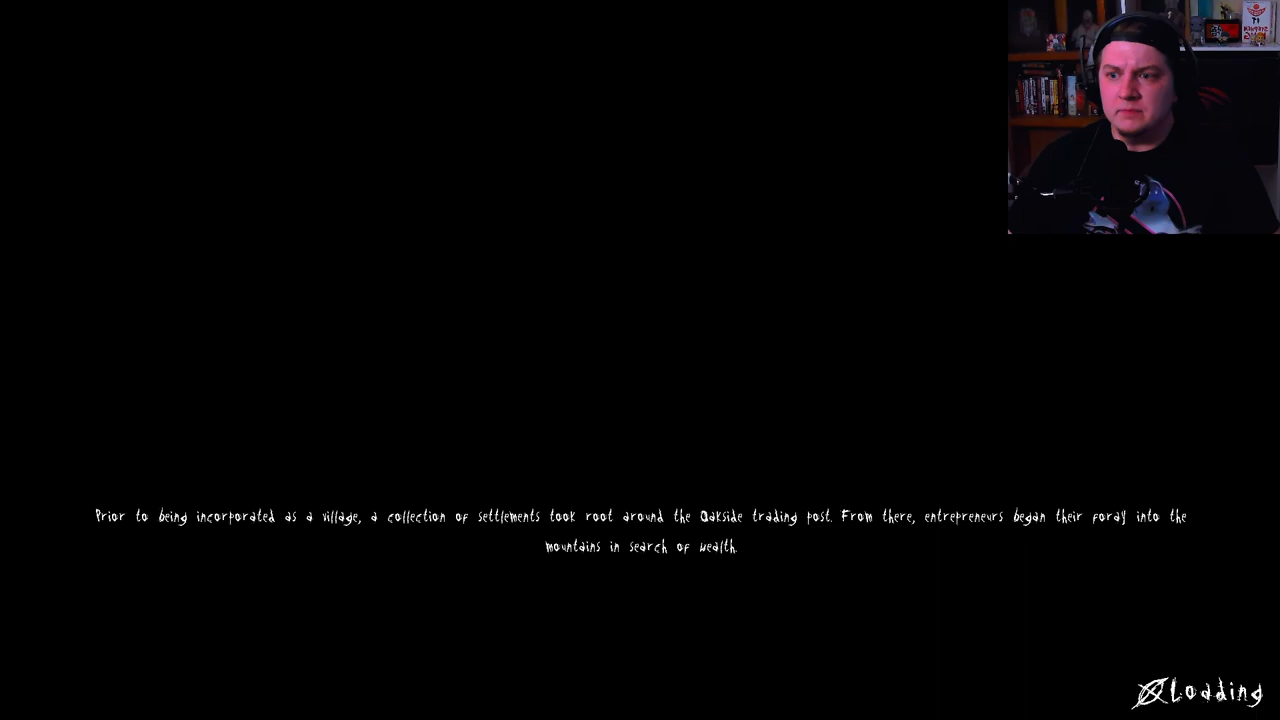 Prior to being incorporated as a village, a collection of settlements took root around the Oakside trading post. From there, entrepreneurs began their foray into the
mountains in search of wealth.
Loading